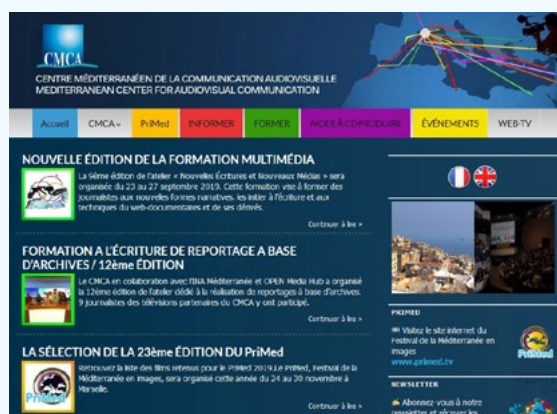 CMCA
CENTRE MÉDITERRANÉEN DE LA COMMUNICATION AUDIOVISUELLE
MEDITERRANEAN CENTER FOR AUDIOVISUAL COMMUNICATION
Accueil CMCA PriMed INFORMER FORMER AIDER À COPRODUIRE ÉVÉNEMENTS WEB-TV
NOUVELLE ÉDITION DE LA FORMATION MULTIMÉDIA
La 9ème édition de l'atelier « Nouvelles Écritures et Nouveaux Médias » sera
organisée du 23 au 27 septembre 2019. Cette formation vise à former des
journalistes aux nouvelles formes narratives, les initier à l'écriture et aux
techniques du web-documentaires et de ses dérivés.
Continuer à lire >
FORMATION A L'ÉCRITURE DE REPORTAGE A BASE
D'ARCHIVES / 12ème ÉDITION
Le CMCA en collaboration avec l'INA Méditerranée et OPEN Media Hub a organisé
la 12ème édition de l'atelier dédié à la réalisation de reportages à base d'archives.
9 journalistes des télévisions partenaires du CMCA y ont participé.
Continuer à lire >
LA SÉLECTION DE LA 23ème ÉDITION DU PriMed
Retrouvez la liste des films retenus pour le PriMed 2019. Le PriMed, Festival de la
Méditerranée en images, sera organisé cette année du 24 au 30 novembre à
Marseille.
Continuer à lire >
PriMed
PRIMED
Visitez le site internet du
Festival de la Méditerranée en
images
www.primed.tv
PriMed
NEWSLETTER
Abonnez-vous à notre
newsletter et recevez les